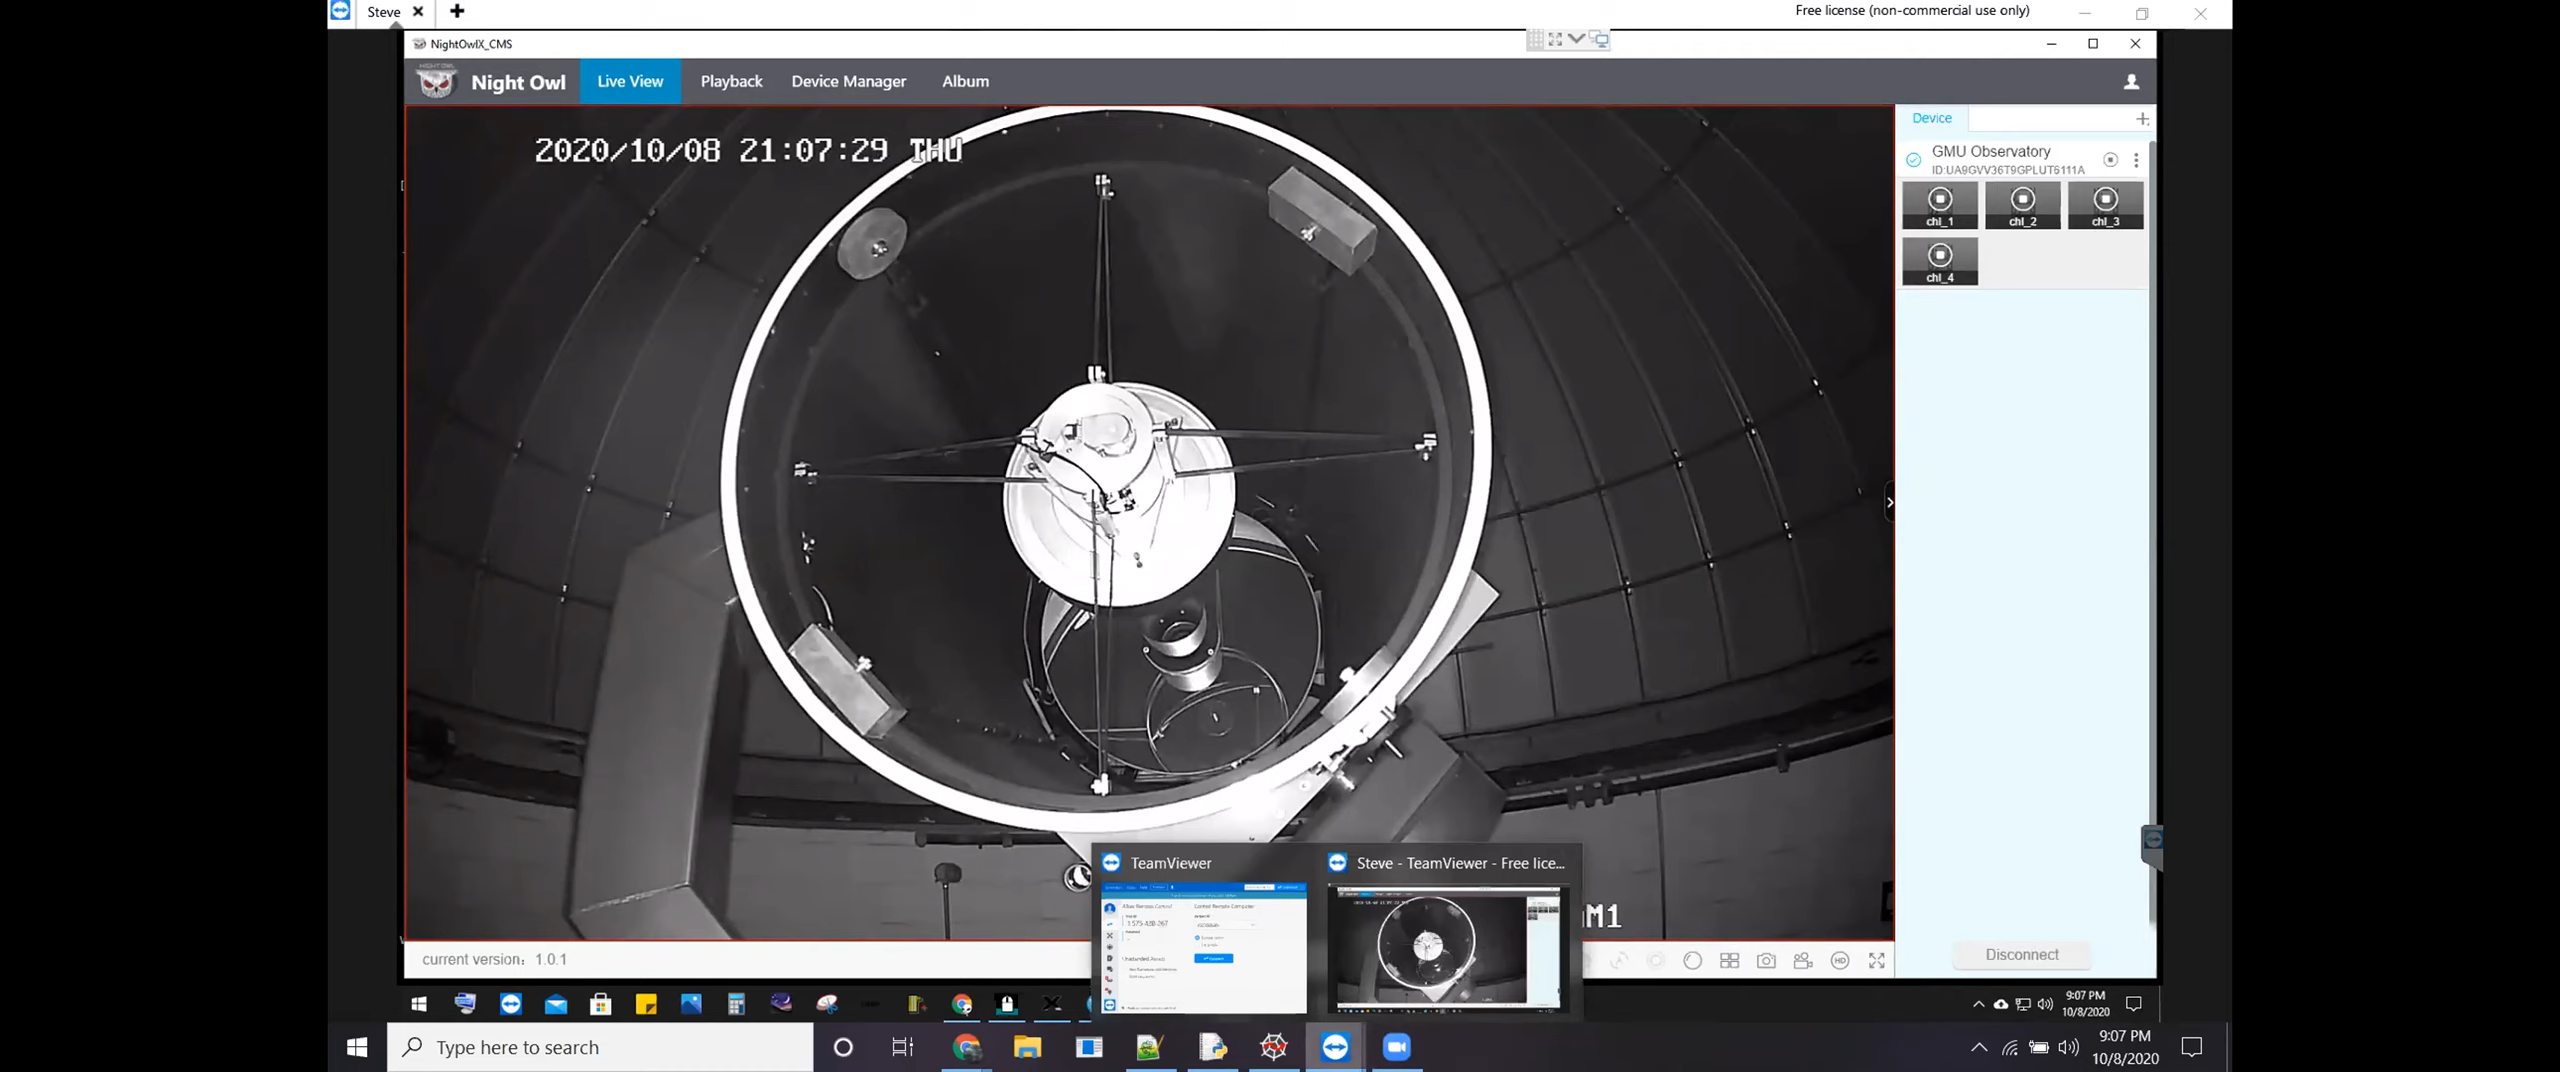 Steve
Free license (non-commercial use only)
NightOwlX_CMS
Night Owl
Live View
Playback
Device Manager
Album
2020/10/08 21:07:29 THU
Device
GMU Observatory
ID:UA9GVV36T9GPLUT6111A
chl_1
chl_2
chl_3
chl_4
TeamViewer
Steve - TeamViewer - Free lice...
M1
HD
current version: 1.0.1
Disconnect
9:07 PM
10/8/2020
Type here to search
9:07 PM
10/8/2020